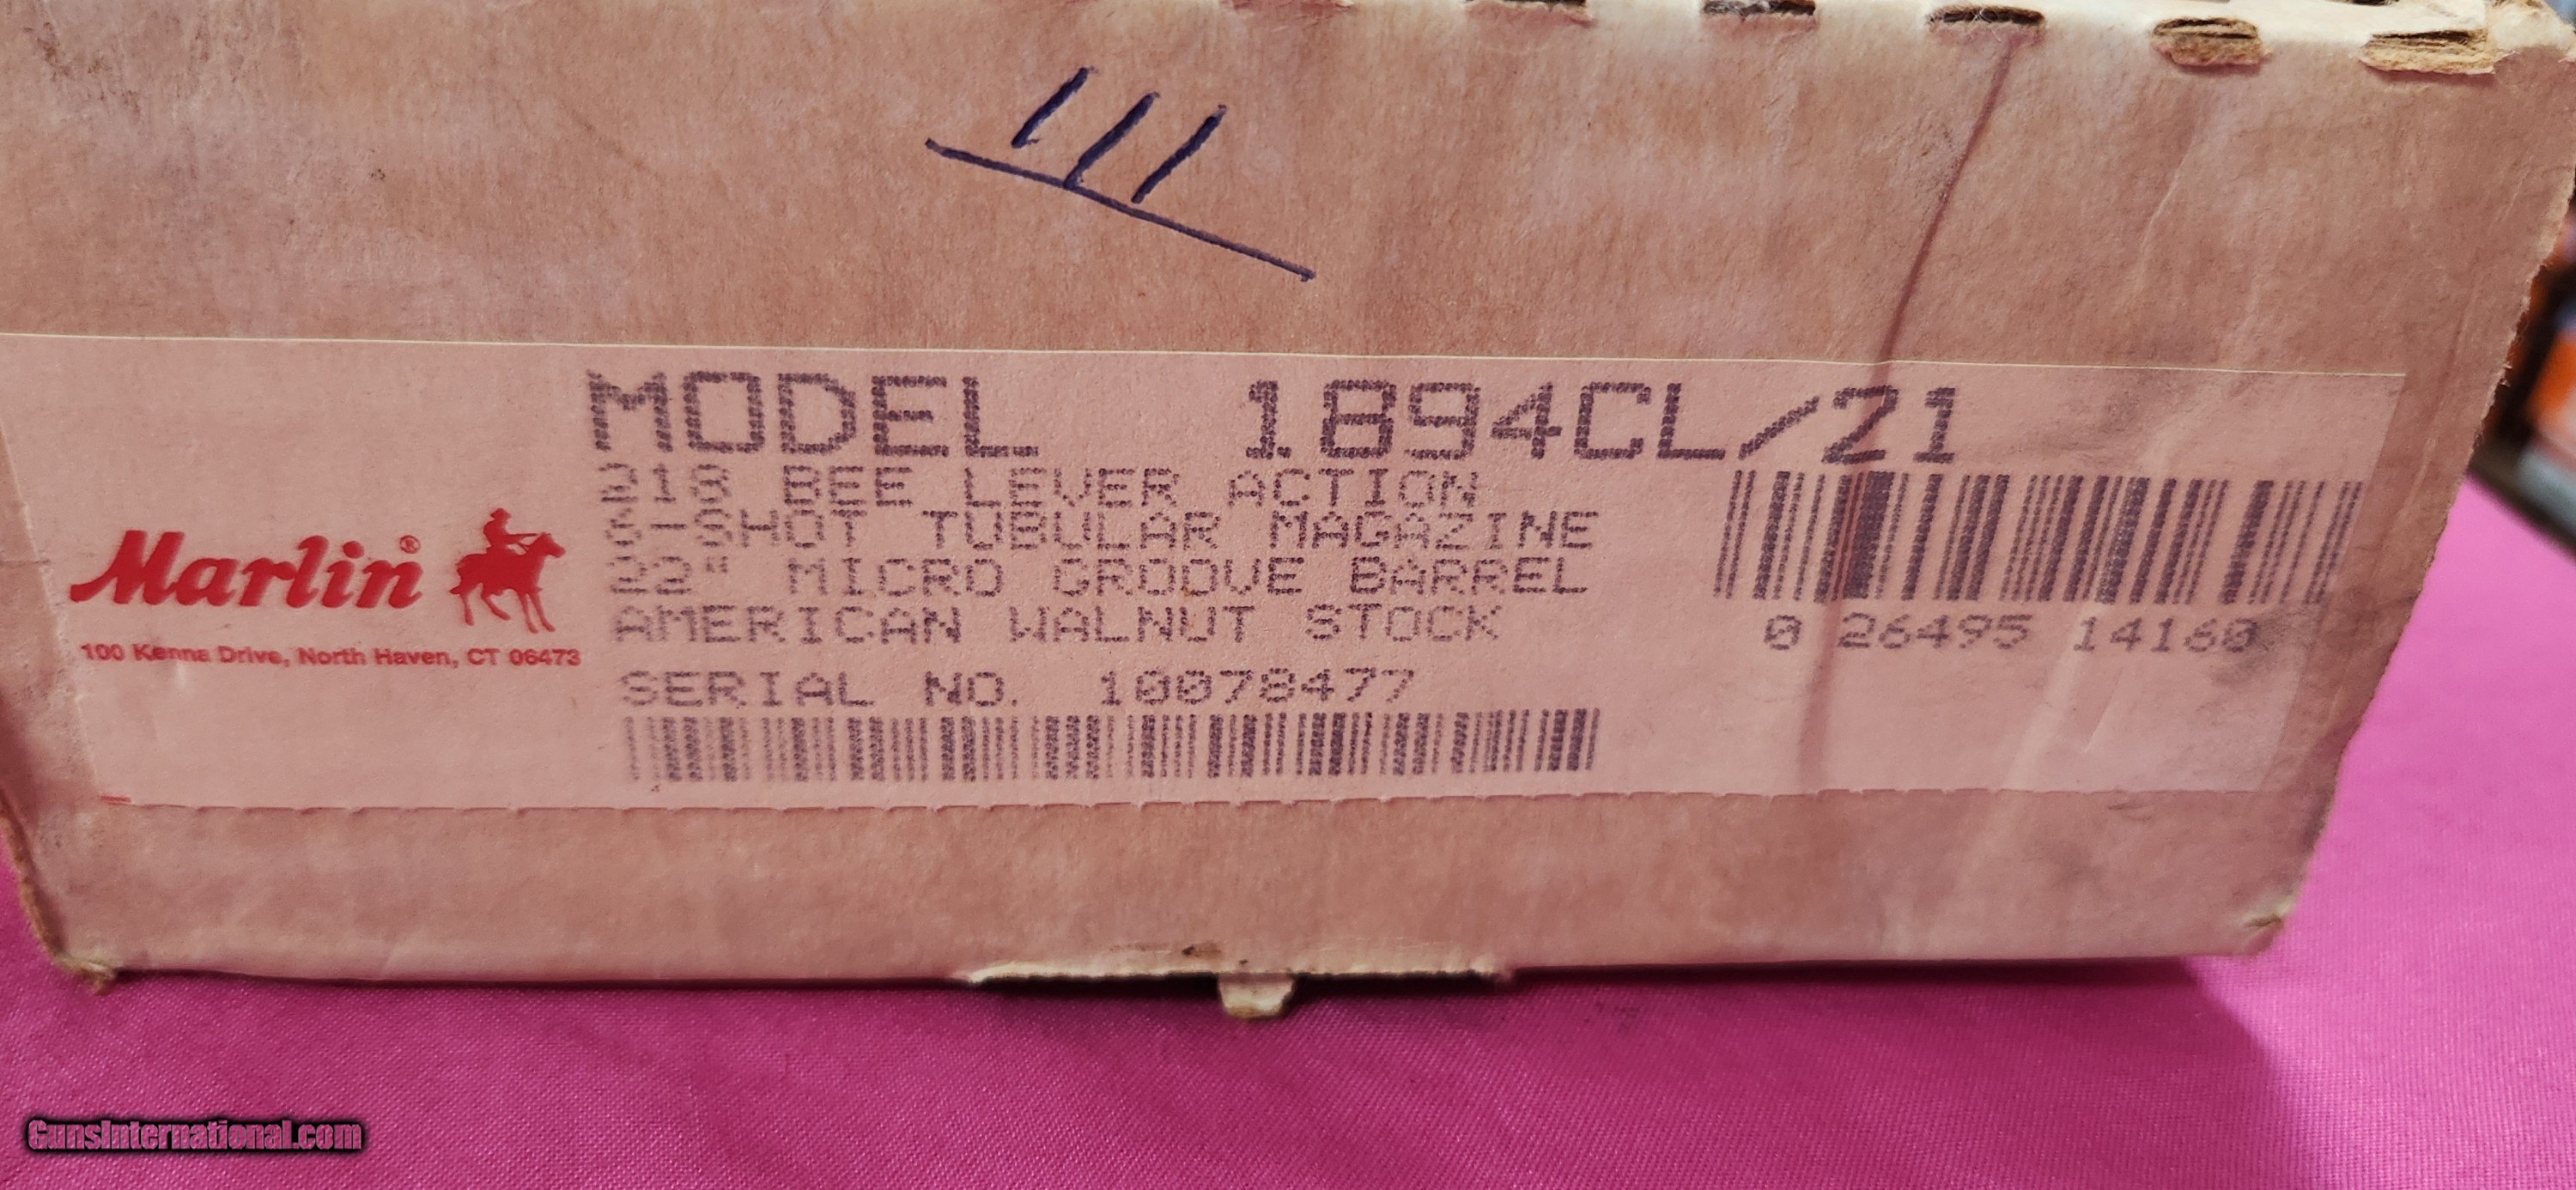 111
MODEL 1894CL/21
218 BEE LEVER ACTION
6-SHOT TUBULAR MAGAZINE
22" MICRO GROOVE BARREL
AMERICAN WALNUT STOCK
Marlin®
100 Kenna Drive, North Haven, CT 06473
0 26495 14160
SERIAL NO. 10078477
GunsInternational.com